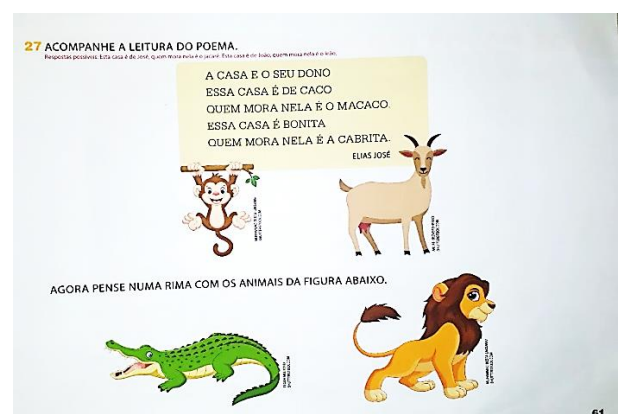 27 ACOMPANHE A LEITURA DO POEMA.
Respostas possíveis: Esta casa é de José, quem mora nela é o jacaré. Esta casa é de João, quem mora nela é o leão.
A CASA E O SEU DONO
ESSA CASA É DE CACO
QUEM MORA NELA É O MACACO.
ESSA CASA É BONITA
QUEM MORA NELA É A CABRITA.
ELIAS JOSÉ
AGORA PENSE NUMA RIMA COM OS ANIMAIS DA FIGURA ABAIXO.
61